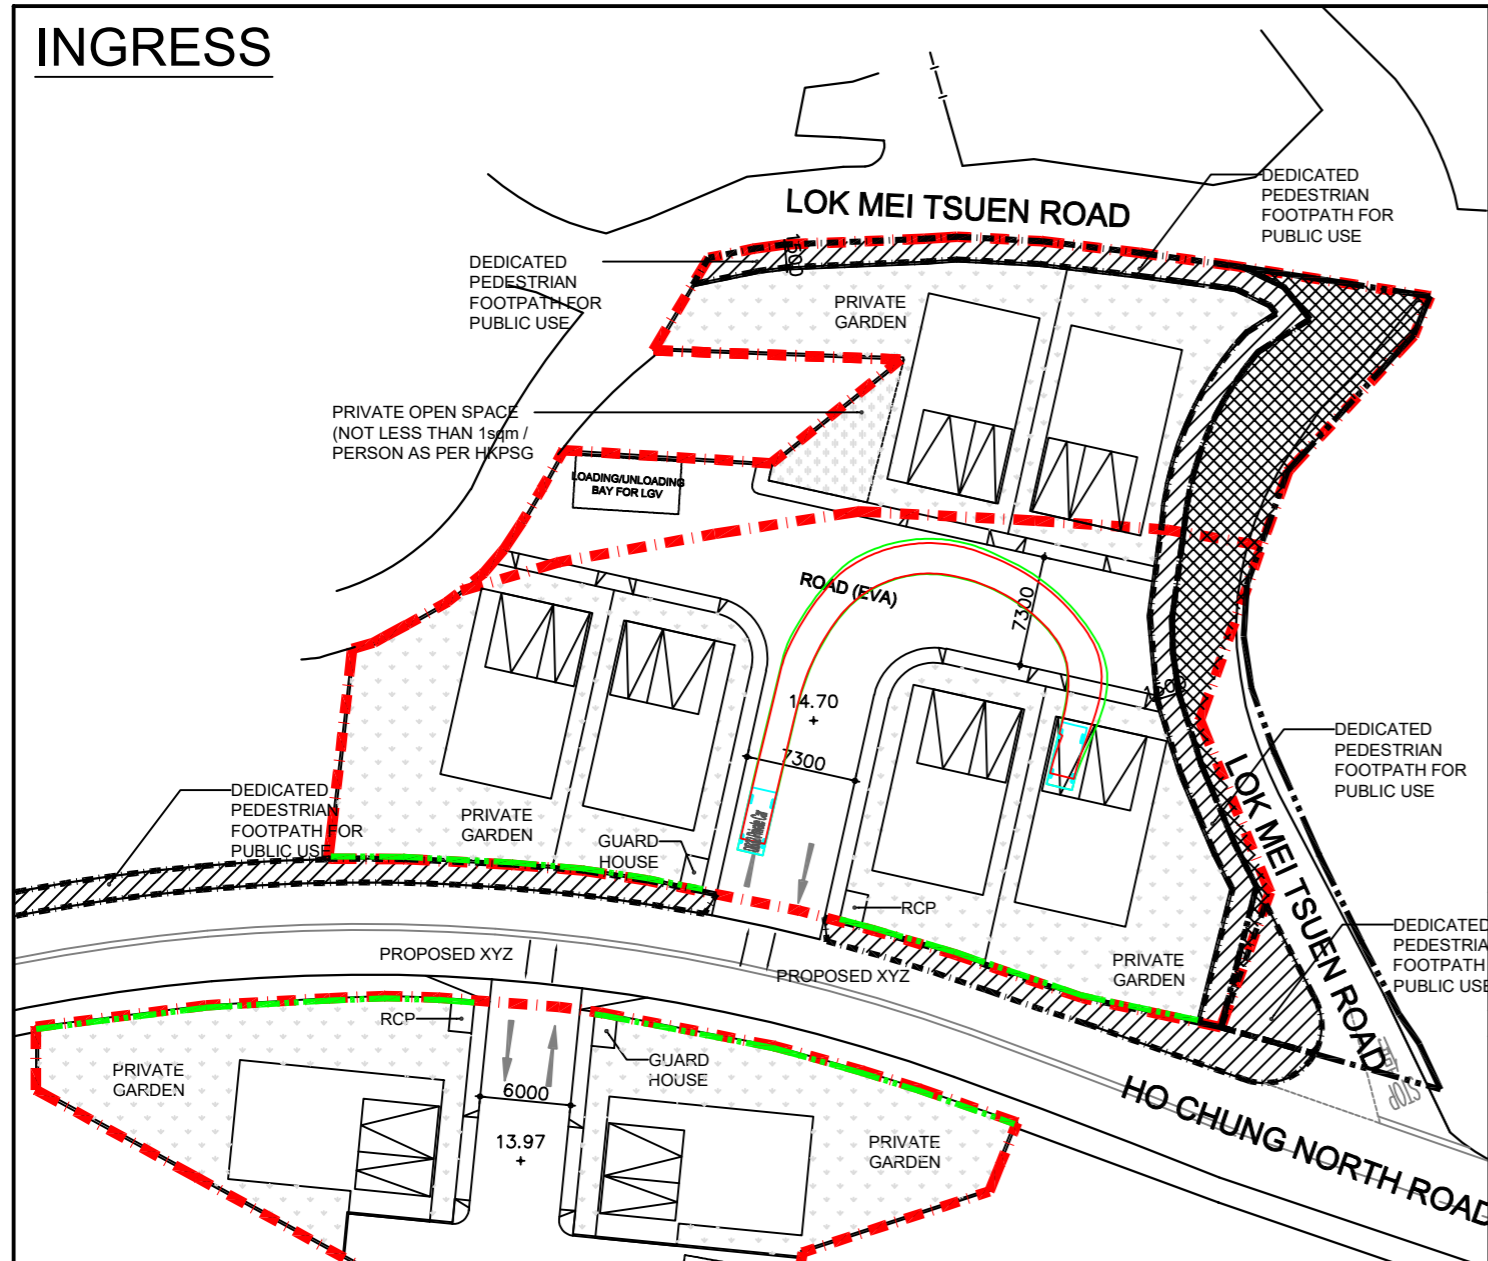 INGRESS
LOK MEI TSUEN ROAD
DEDICATED
PEDESTRIAN
FOOTPATH FOR
PUBLIC USE
DEDICATED
PEDESTRIAN
FOOTPATH FOR
PUBLIC USE
1500
PRIVATE
GARDEN
PRIVATE OPEN SPACE
(NOT LESS THAN 1sqm /
PERSON AS PER HKPSG
LOADING/UNLOADING
BAY FOR LGV
ROAD (EVA)
7300
14.70
7300
DEDICATED
PEDESTRIAN
FOOTPATH FOR
PUBLIC USE
LOK MEI TSUEN ROAD
DEDICATED
PEDESTRIAN
FOOTPATH FOR
PUBLIC USE
PRIVATE
GARDEN
GUARD
HOUSE
RCP
DEDICATED
PEDESTRIA
FOOTPATH
PUBLIC USE
PRIVATE
GARDEN
PROPOSED XYZ
PROPOSED XYZ
RCP
GUARD
HOUSE
PRIVATE
GARDEN
6000
13.97
PRIVATE
GARDEN
STOP
HO CHUNG NORTH ROAD